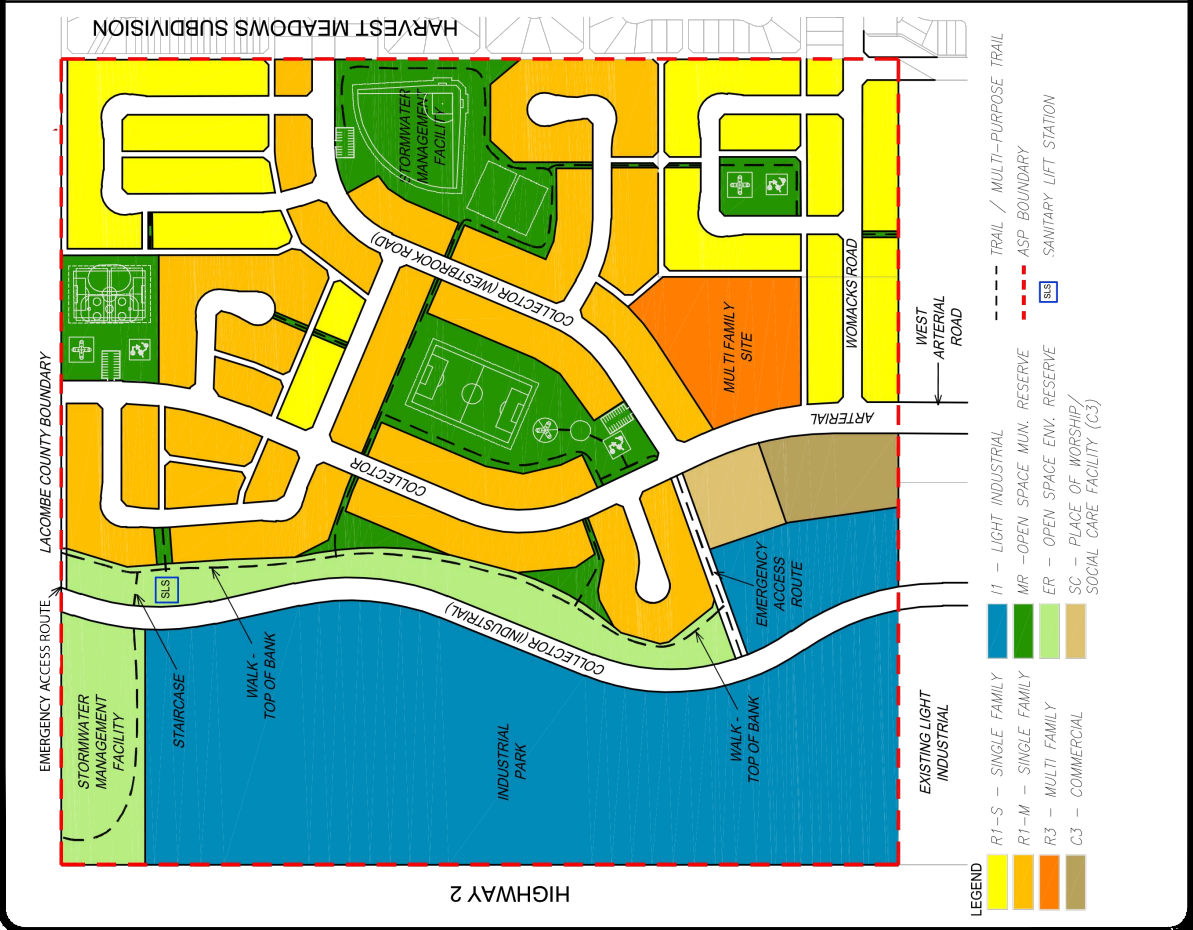 HARVEST MEADOWS SUBDIVISION
STORMWATER
MANAGEMENT
FACILITY
COLLECTOR (WESTBROOK ROAD)
WOMACKS ROAD
MULTI FAMILY
SITE
WEST
ARTERIAL
ROAD
ARTERIAL
LACOMBE COUNTY BOUNDARY
COLLECTOR
EMERGENCY ACCESS ROUTE
SLS
STAIRCASE
WALK -
TOP OF BANK
COLLECTOR (INDUSTRIAL)
EMERGENCY
ACCESS
ROUTE
STORMWATER
MANAGEMENT
FACILITY
INDUSTRIAL
PARK
WALK -
TOP OF BANK
EXISTING LIGHT
INDUSTRIAL
HIGHWAY 2
LEGEND
R1-S - SINGLE FAMILY
R1-M - SINGLE FAMILY
R3 - MULTI FAMILY
C3 - COMMERCIAL
I1 - LIGHT INDUSTRIAL
MR -OPEN SPACE MUN. RESERVE
ER - OPEN SPACE ENV. RESERVE
SC - PLACE OF WORSHIP/
SOCIAL CARE FACILITY (C3)
TRAIL / MULTI-PURPOSE TRAIL
ASP BOUNDARY
SLS
SANITARY LIFT STATION